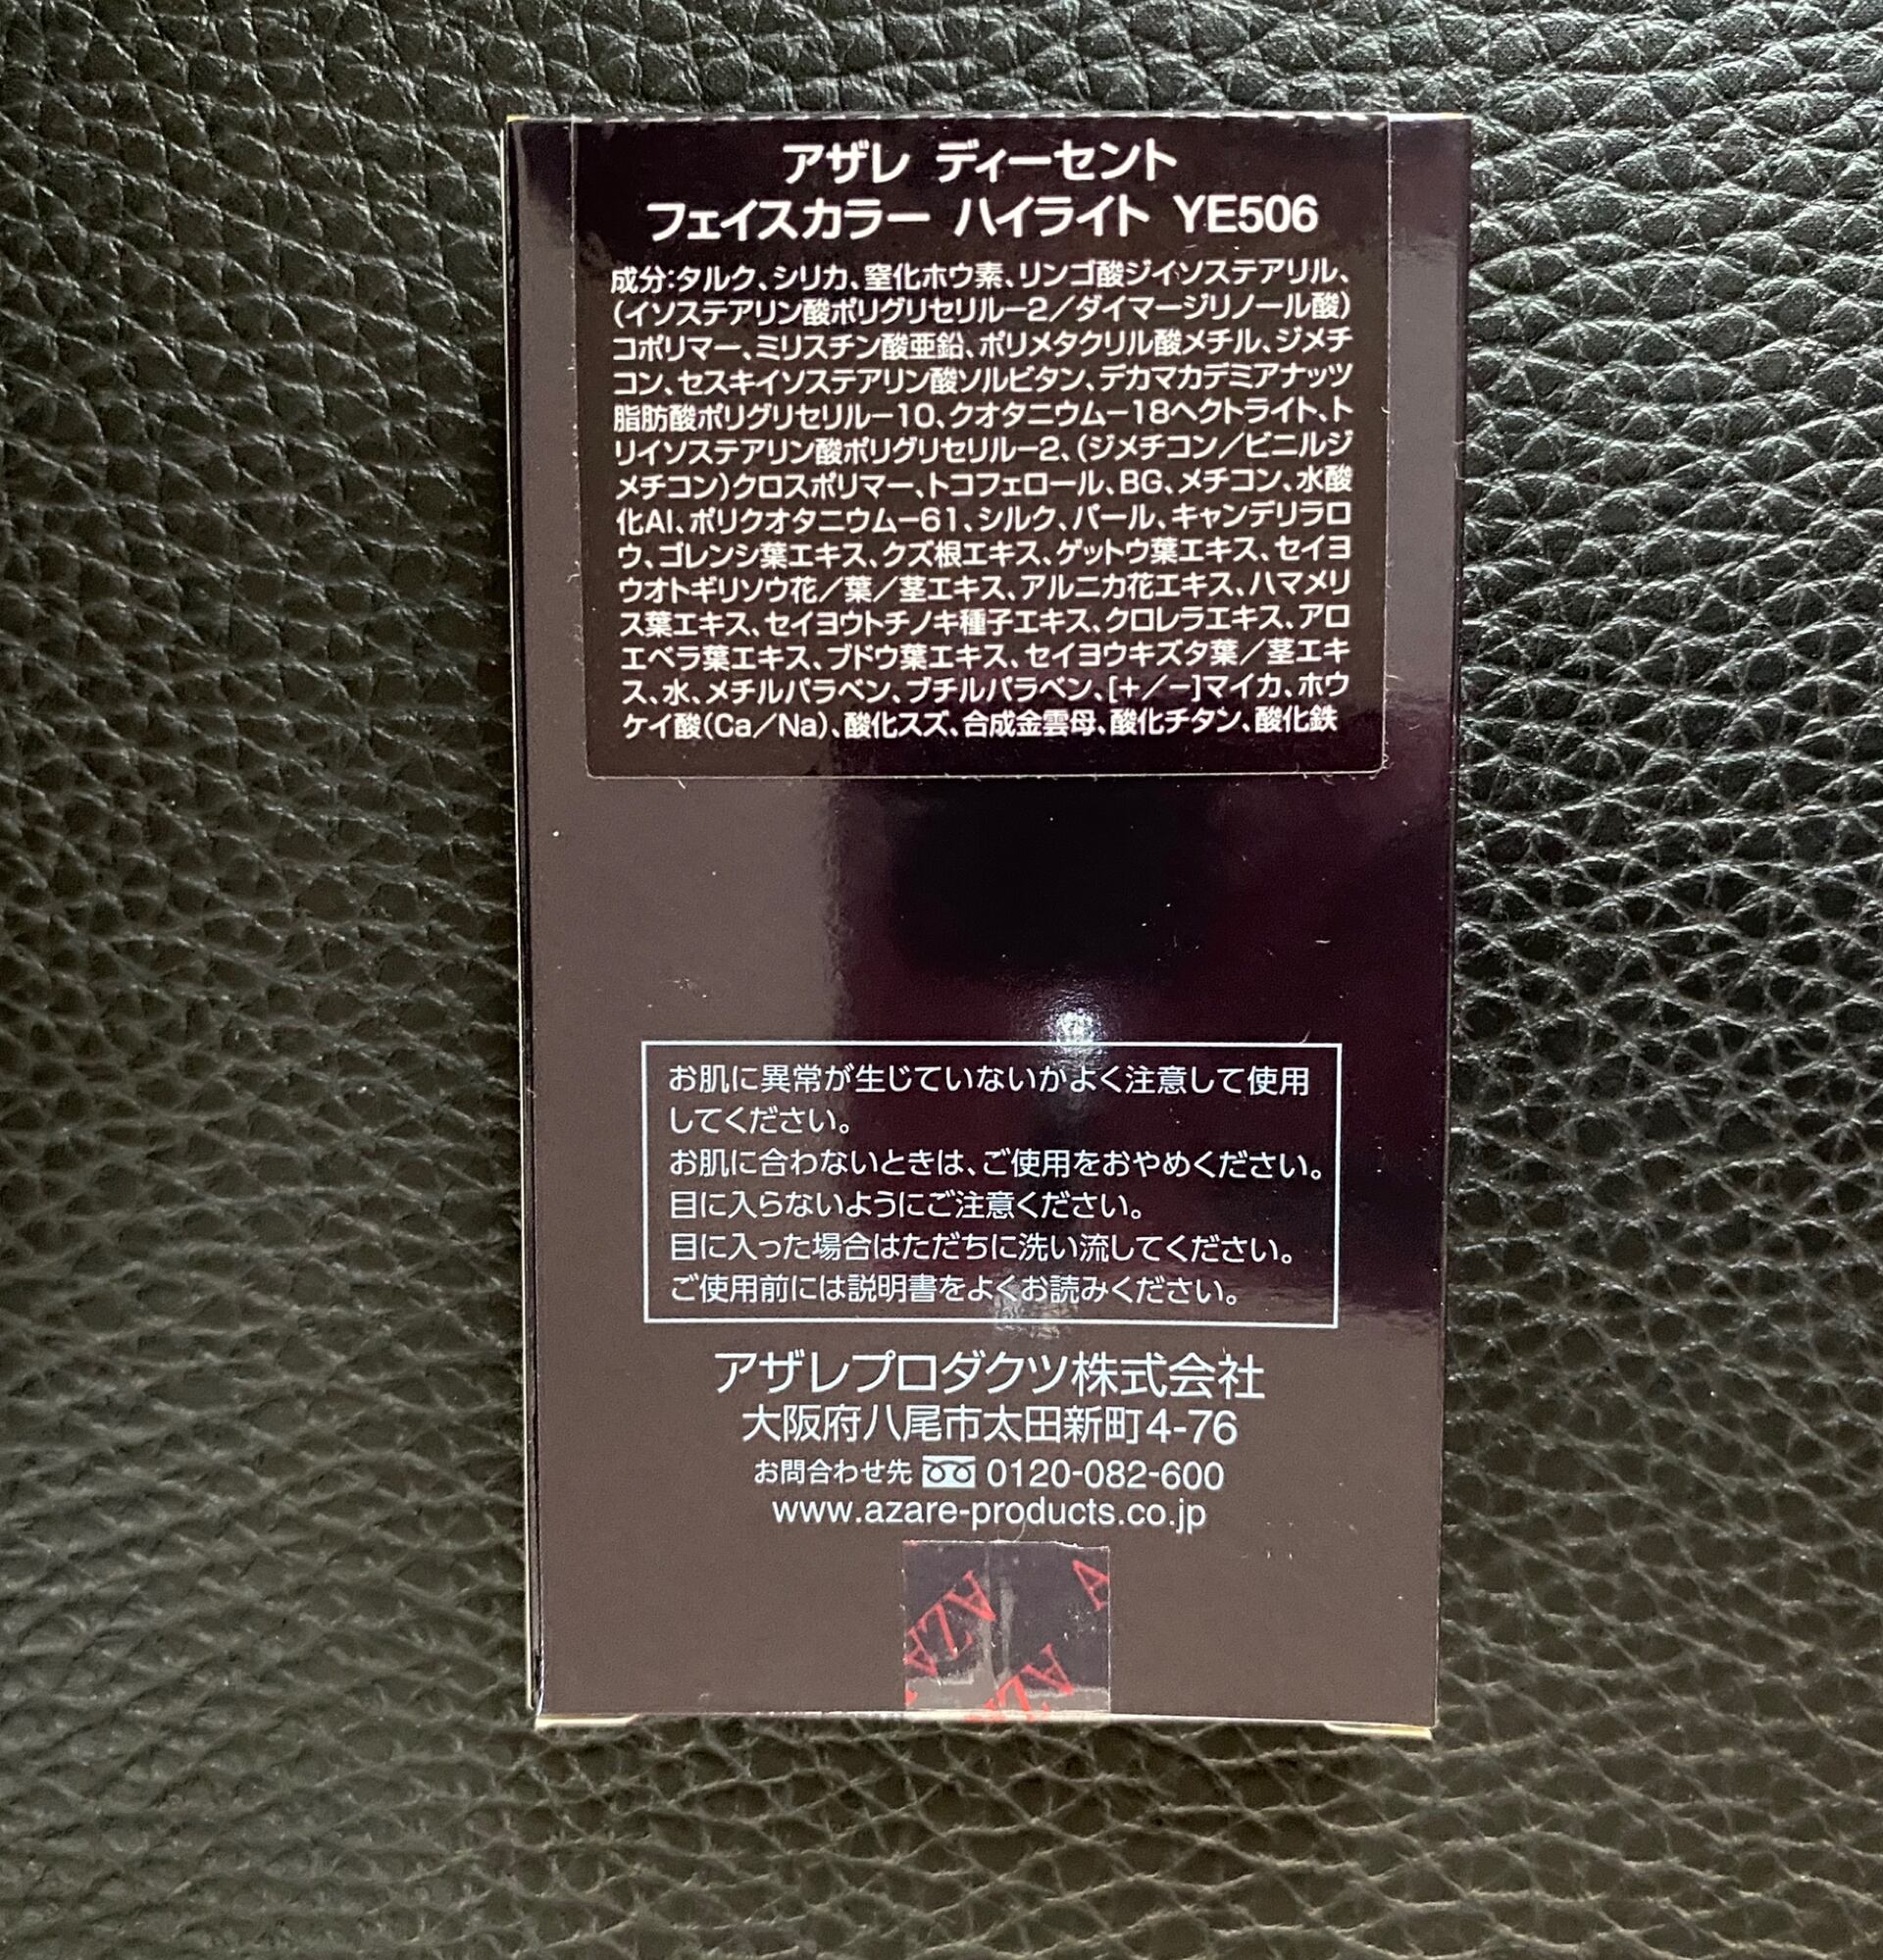 アザレ ディーセント
フェイスカラー ハイライト YE506
成分:タルク、シリカ、窒化ホウ素、リンゴ酸ジイソステアリル、
(イソステアリン酸ポリグリセリル−2／ダイマージリノール酸)
コポリマー、ミリスチン酸亜鉛、ポリメタクリル酸メチル、ジメチ
コン、セスキイソステアリン酸ソルビタン、デカマカデミアナッツ
脂肪酸ポリグリセリル−10、クオタニウム−18ヘクトライト、ト
リイソステアリン酸ポリグリセリル−2、(ジメチコン／ビニルジ
メチコン)クロスポリマー、トコフェロール、BG、メチコン、水酸
化Al、ポリクオタニウム−61、シルク、パール、キャンデリラロ
ウ、ゴレンシ葉エキス、クズ根エキス、ゲットウ葉エキス、セイヨ
ウオトギリソウ花／葉／茎エキス、アルニカ花エキス、ハマメリ
ス葉エキス、セイヨウトチノキ種子エキス、クロレラエキス、アロ
エベラ葉エキス、ブドウ葉エキス、セイヨウキズタ葉／茎エキ
ス、水、メチルパラベン、ブチルパラベン、[＋／−]マイカ、ホウ
ケイ酸(Ca／Na)、酸化スズ、合成金雲母、酸化チタン、酸化鉄
お肌に異常が生じていないかよく注意して使用
してください。
お肌に合わないときは、ご使用をおやめください。
目に入らないようにご注意ください。
目に入った場合はただちに洗い流してください。
ご使用前には説明書をよくお読みください。
アザレプロダクツ株式会社
大阪府八尾市太田新町4-76
お問合わせ先 0120-082-600
www.azare-products.co.jp